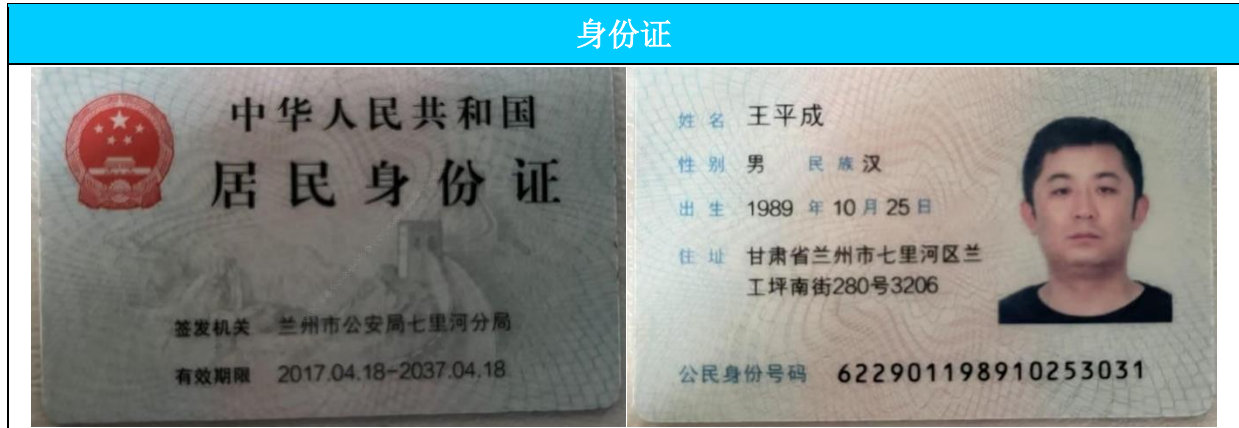 身份证
中华人民共和国
居民身份证
签发机关 兰州市公安局七里河分局
有效期限 2017.04.18-2037.04.18
姓名 王平成
性别 男 民族 汉
出生 1989 年 10 月 25 日
住址 甘肃省兰州市七里河区兰
工坪南街280号3206
公民身份号码 622901198910253031